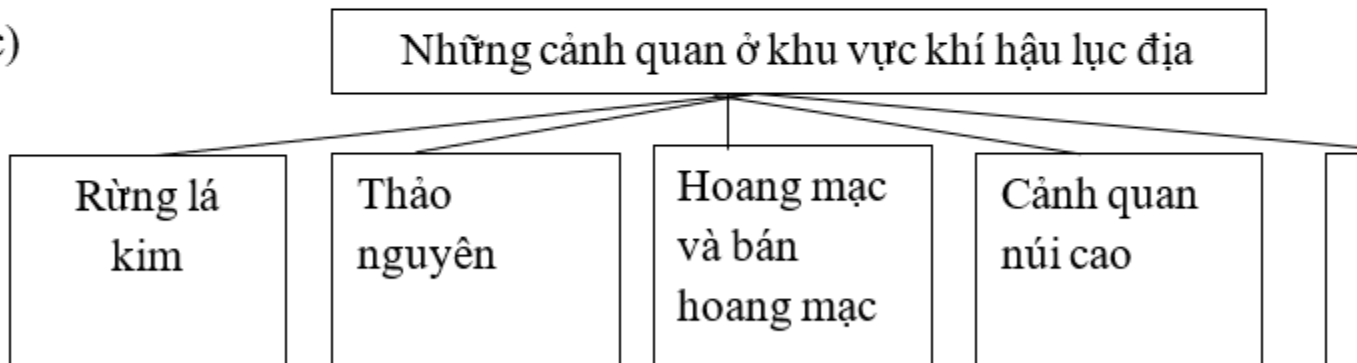 Những cảnh quan ở khu vực khí hậu lục địa
Rừng lá
kim
Thảo
nguyên
Hoang mạc
và bán
hoang mạc
Cảnh quan
núi cao